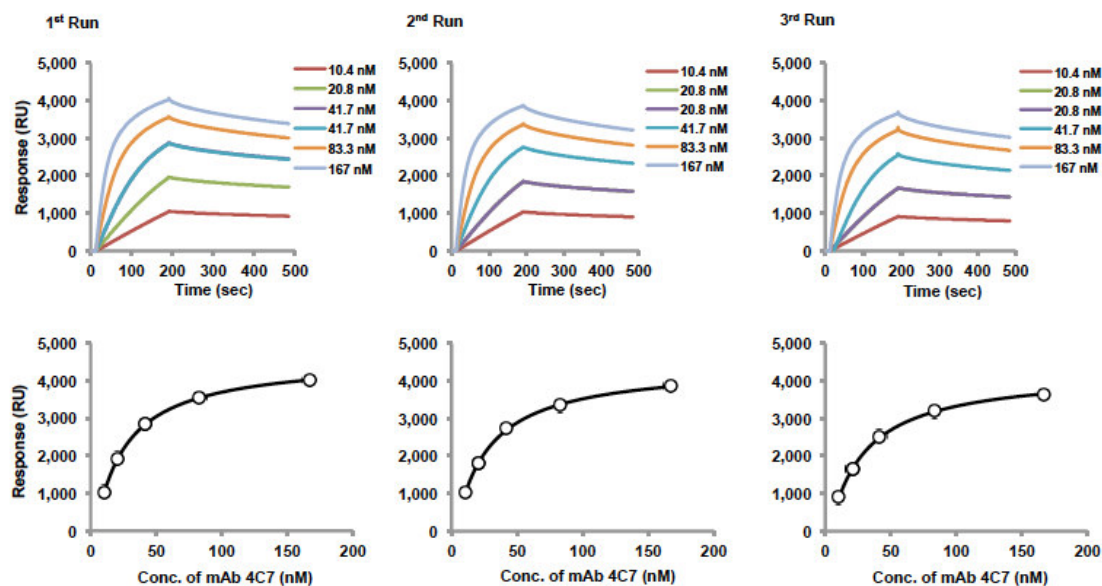 1st Run
5,000
4,000
3,000
2,000
1,000
0
0 100 200 300 400 500
Response (RU)
Time (sec)
10.4 nM
20.8 nM
41.7 nM
41.7 nM
83.3 nM
167 nM
2nd Run
5,000
4,000
3,000
2,000
1,000
0
0 100 200 300 400 500
Time (sec)
10.4 nM
20.8 nM
20.8 nM
41.7 nM
83.3 nM
167 nM
3rd Run
5,000
4,000
3,000
2,000
1,000
0
0 100 200 300 400 500
Time (sec)
10.4 nM
20.8 nM
20.8 nM
41.7 nM
83.3 nM
167 nM
5,000
4,000
3,000
2,000
1,000
0
0 50 100 150 200
Response (RU)
Conc. of mAb 4C7 (nM)
5,000
4,000
3,000
2,000
1,000
0
0 50 100 150 200
Conc. of mAb 4C7 (nM)
5,000
4,000
3,000
2,000
1,000
0
0 50 100 150 200
Conc. of mAb 4C7 (nM)